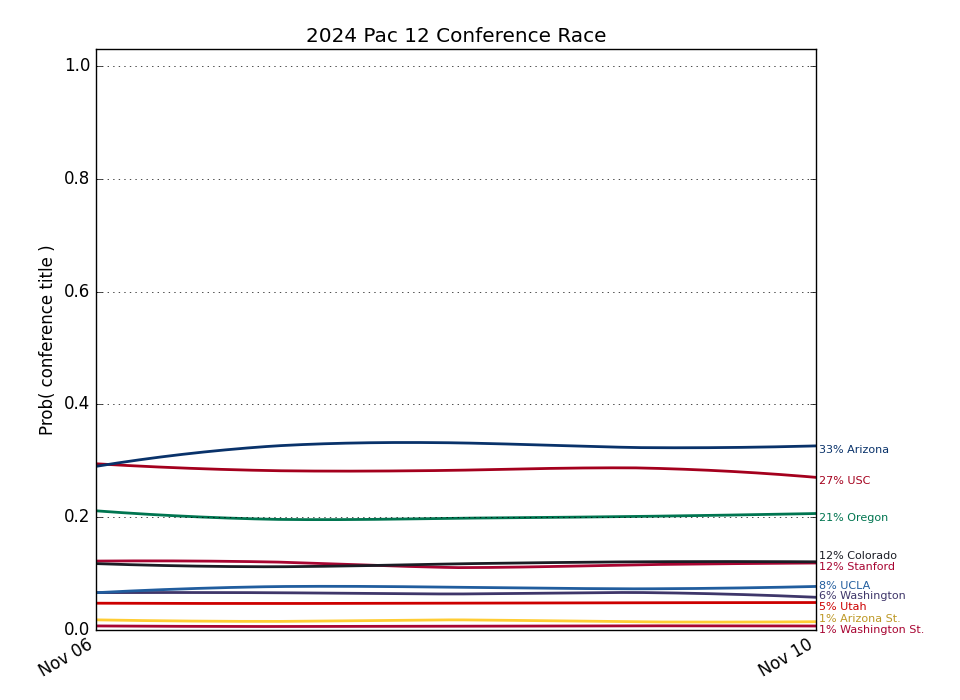 2024 Pac 12 Conference Race
Prob( conference title )
1.0
0.8
0.6
0.4
0.2
0.0
Nov 06
Nov 10
33% Arizona
27% USC
21% Oregon
12% Colorado
12% Stanford
8% UCLA
6% Washington
5% Utah
1% Arizona St.
1% Washington St.